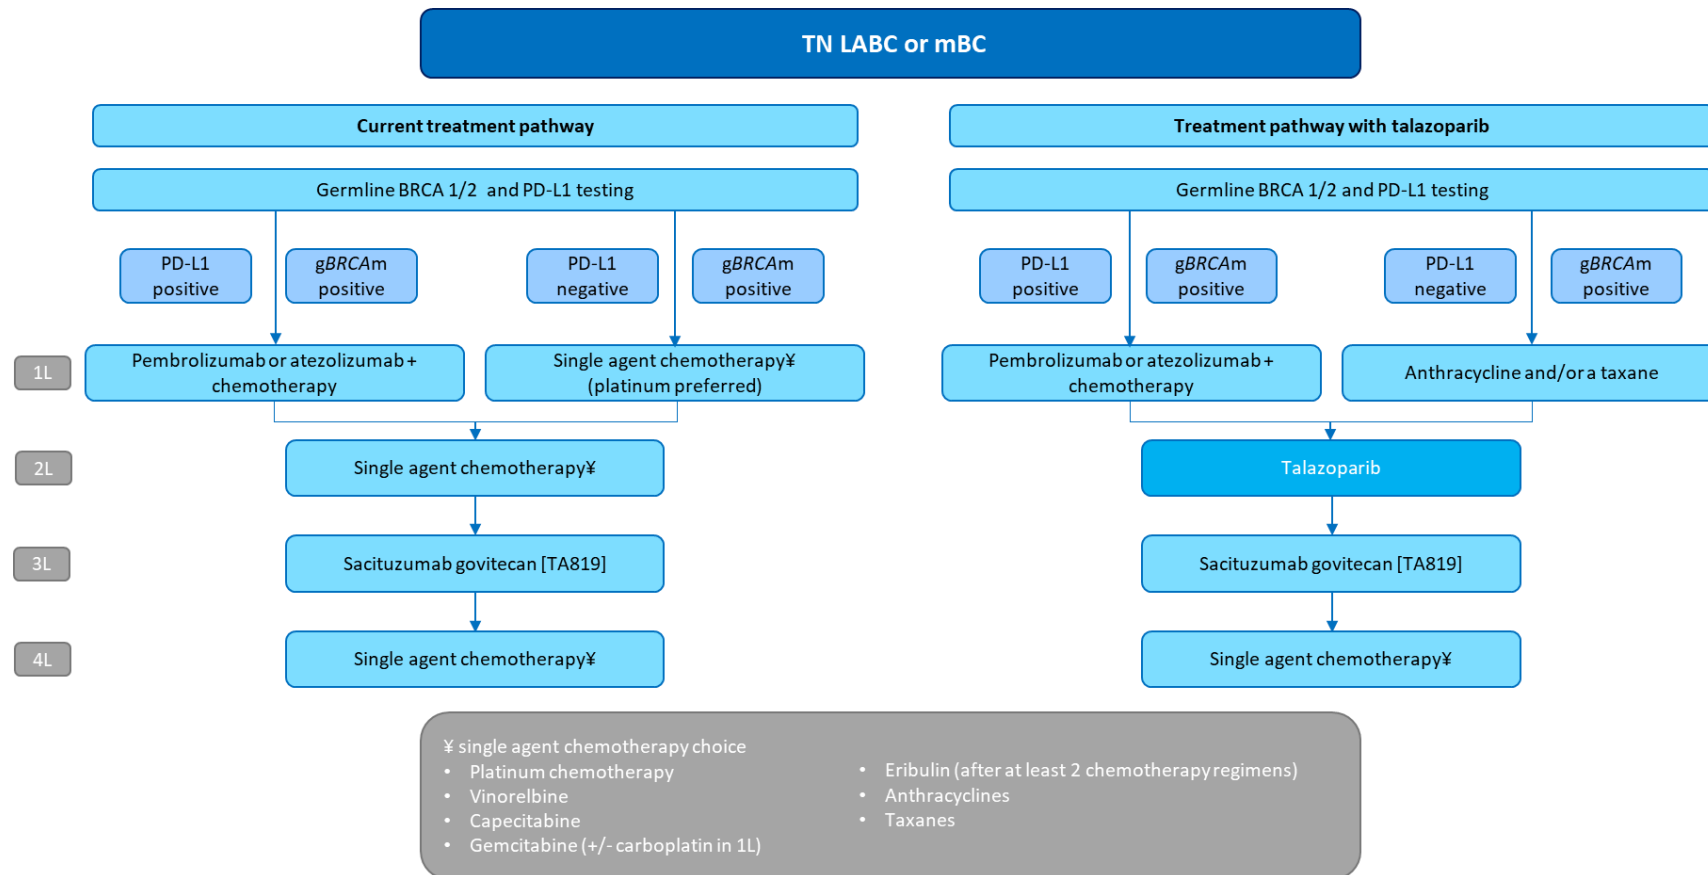 TN LABC or mBC
Current treatment pathway
Germline BRCA 1/2 and PD-L1 testing
PD-L1
positive
gBRCAm
positive
PD-L1
negative
gBRCAm
positive
1L
Pembrolizumab or atezolizumab +
chemotherapy
Single agent chemotherapy¥
(platinum preferred)
2L
Single agent chemotherapy¥
3L
Sacituzumab govitecan [TA819]
4L
Single agent chemotherapy¥
Treatment pathway with talazoparib
Germline BRCA 1/2 and PD-L1 testing
PD-L1
positive
gBRCAm
positive
PD-L1
negative
gBRCAm
positive
Pembrolizumab or atezolizumab +
chemotherapy
Anthracycline and/or a taxane
Talazoparib
Sacituzumab govitecan [TA819]
Single agent chemotherapy¥
¥ single agent chemotherapy choice
• Platinum chemotherapy
• Vinorelbine
• Capecitabine
• Gemcitabine (+/- carboplatin in 1L)
• Eribulin (after at least 2 chemotherapy regimens)
• Anthracyclines
• Taxanes